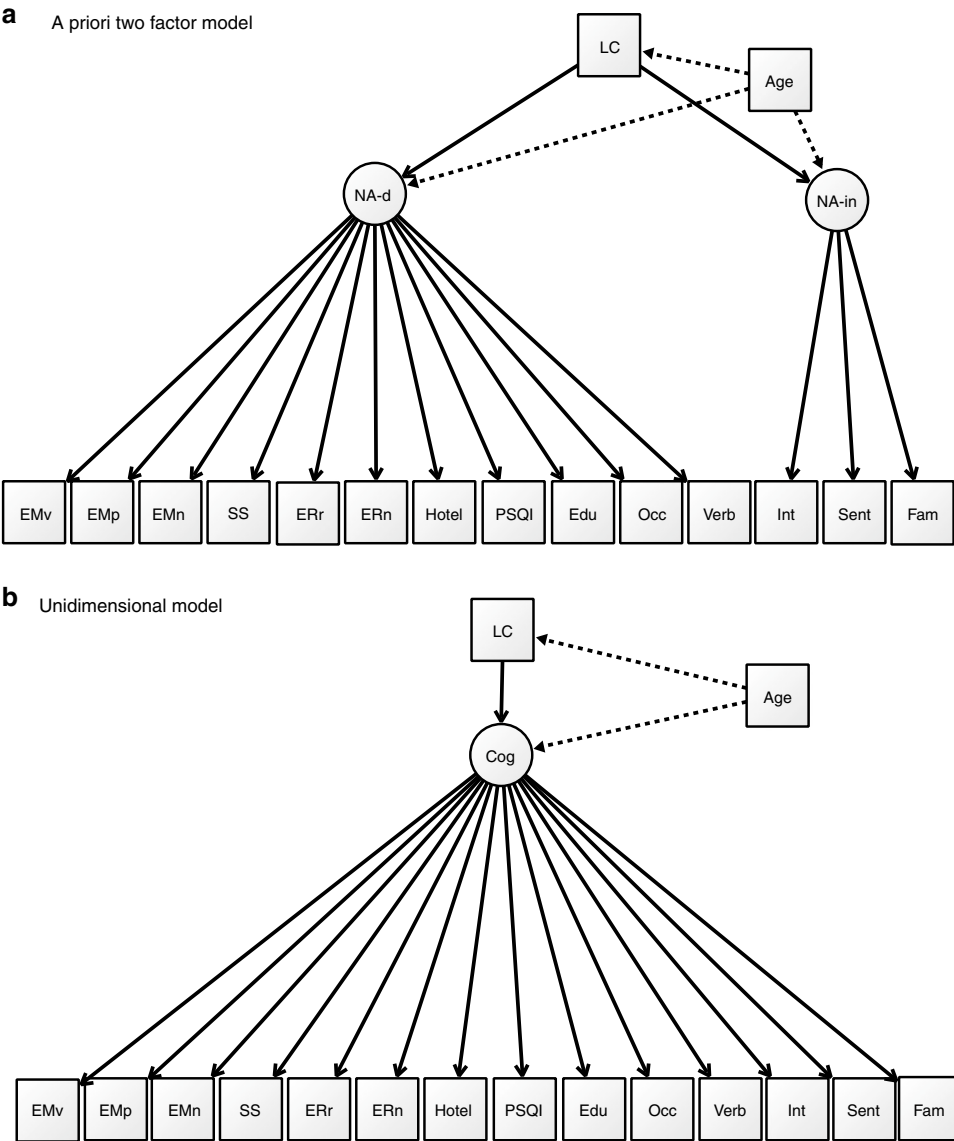 a A priori two factor model
LC
Age
NA-d
NA-in
EMv EMp EMn SS ERr ERn Hotel PSQI Edu Occ Verb Int Sent Fam
b Unidimensional model
LC
Age
Cog
EMv EMp EMn SS ERr ERn Hotel PSQI Edu Occ Verb Int Sent Fam